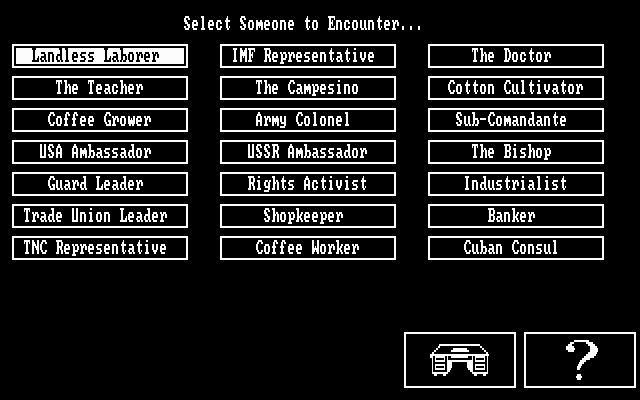 Select Someone to Encounter...
Landless Laborer IMF Representative The Doctor
The Teacher The Campesino Cotton Cultivator
Coffee Grower Army Colonel Sub-Comandante
USA Ambassador USSR Ambassador The Bishop
Guard Leader Rights Activist Industrialist
Trade Union Leader Shopkeeper Banker
TNC Representative Coffee Worker Cuban Consul
?